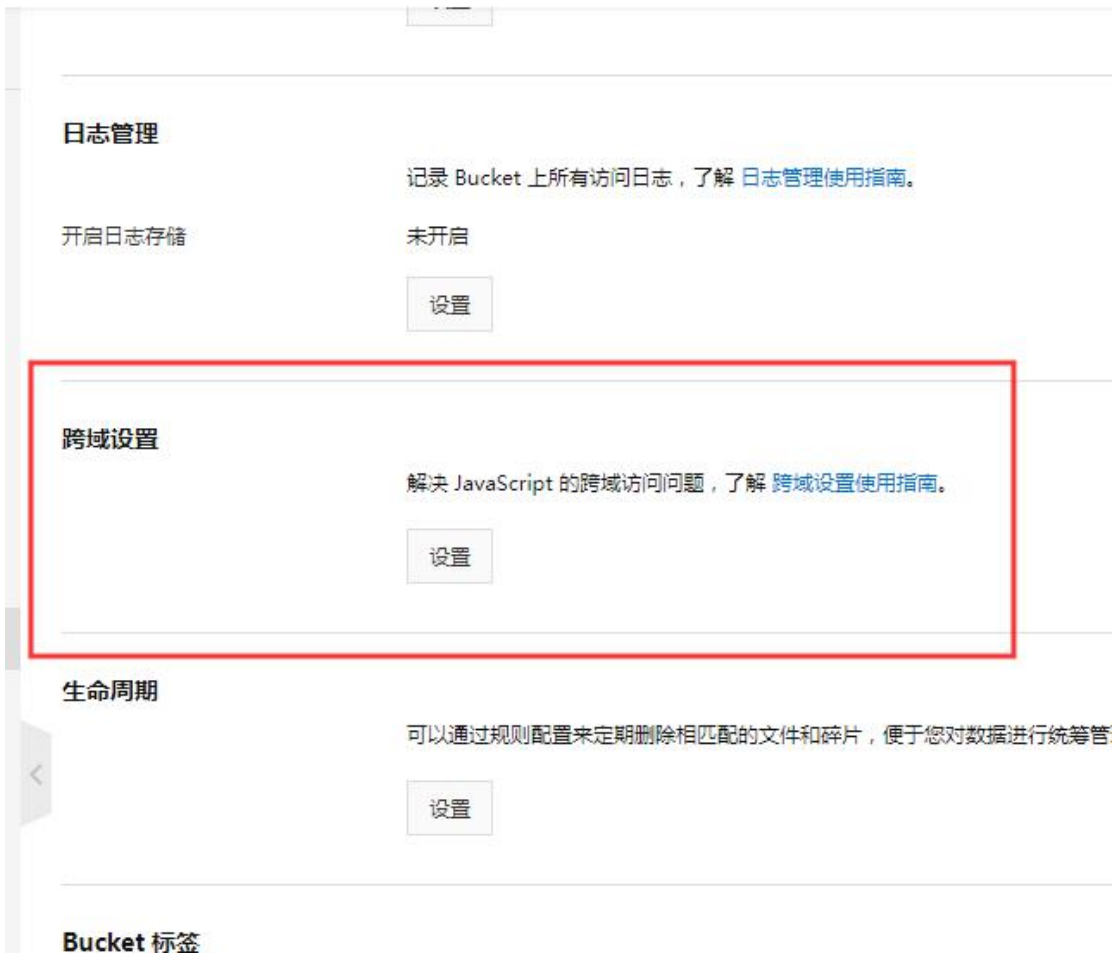 日志管理
记录 Bucket 上所有访问日志，了解 日志管理使用指南。
开启日志存储 未开启
设置
跨域设置
解决 JavaScript 的跨域访问问题，了解 跨域设置使用指南。
设置
生命周期
可以通过规则配置来定期删除相匹配的文件和碎片，便于您对数据进行统筹管
设置
Bucket 标签